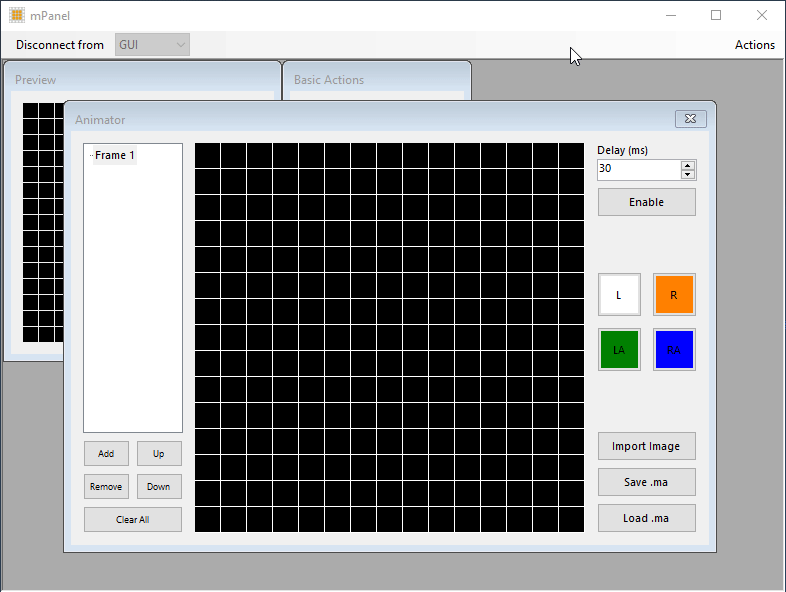 mPanel
Disconnect from GUI Actions
Preview Basic Actions
Animator
Frame 1
Delay (ms)
30
Enable
L R
LA RA
Add Up
Remove Down
Clear All
Import Image
Save .ma
Load .ma